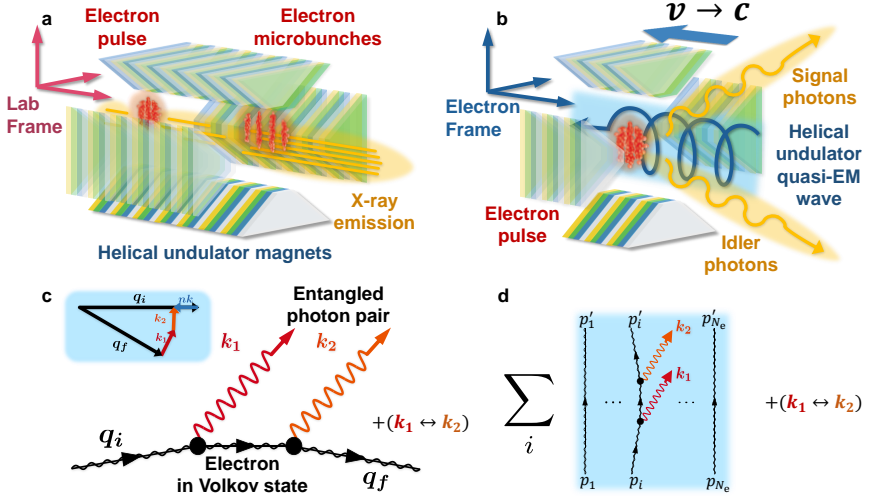 a
Electron
pulse
Electron
microbunches
Lab
Frame
X-ray
emission
Helical undulator magnets
b
v → c
Electron
Frame
Signal
photons
Helical
undulator
quasi-EM
wave
Electron
pulse
Idler
photons
c
q_i
nk
k_2
k_1
q_f
Entangled
photon pair
k_1
k_2
+(k_1 ↔ k_2)
q_i
Electron
in Volkov state
q_f
d
p'_1
p'_i
p'_{N_e}
k_2
k_1
∑
i
... ...
+(k_1 ↔ k_2)
p_1
p_i
p_{N_e}